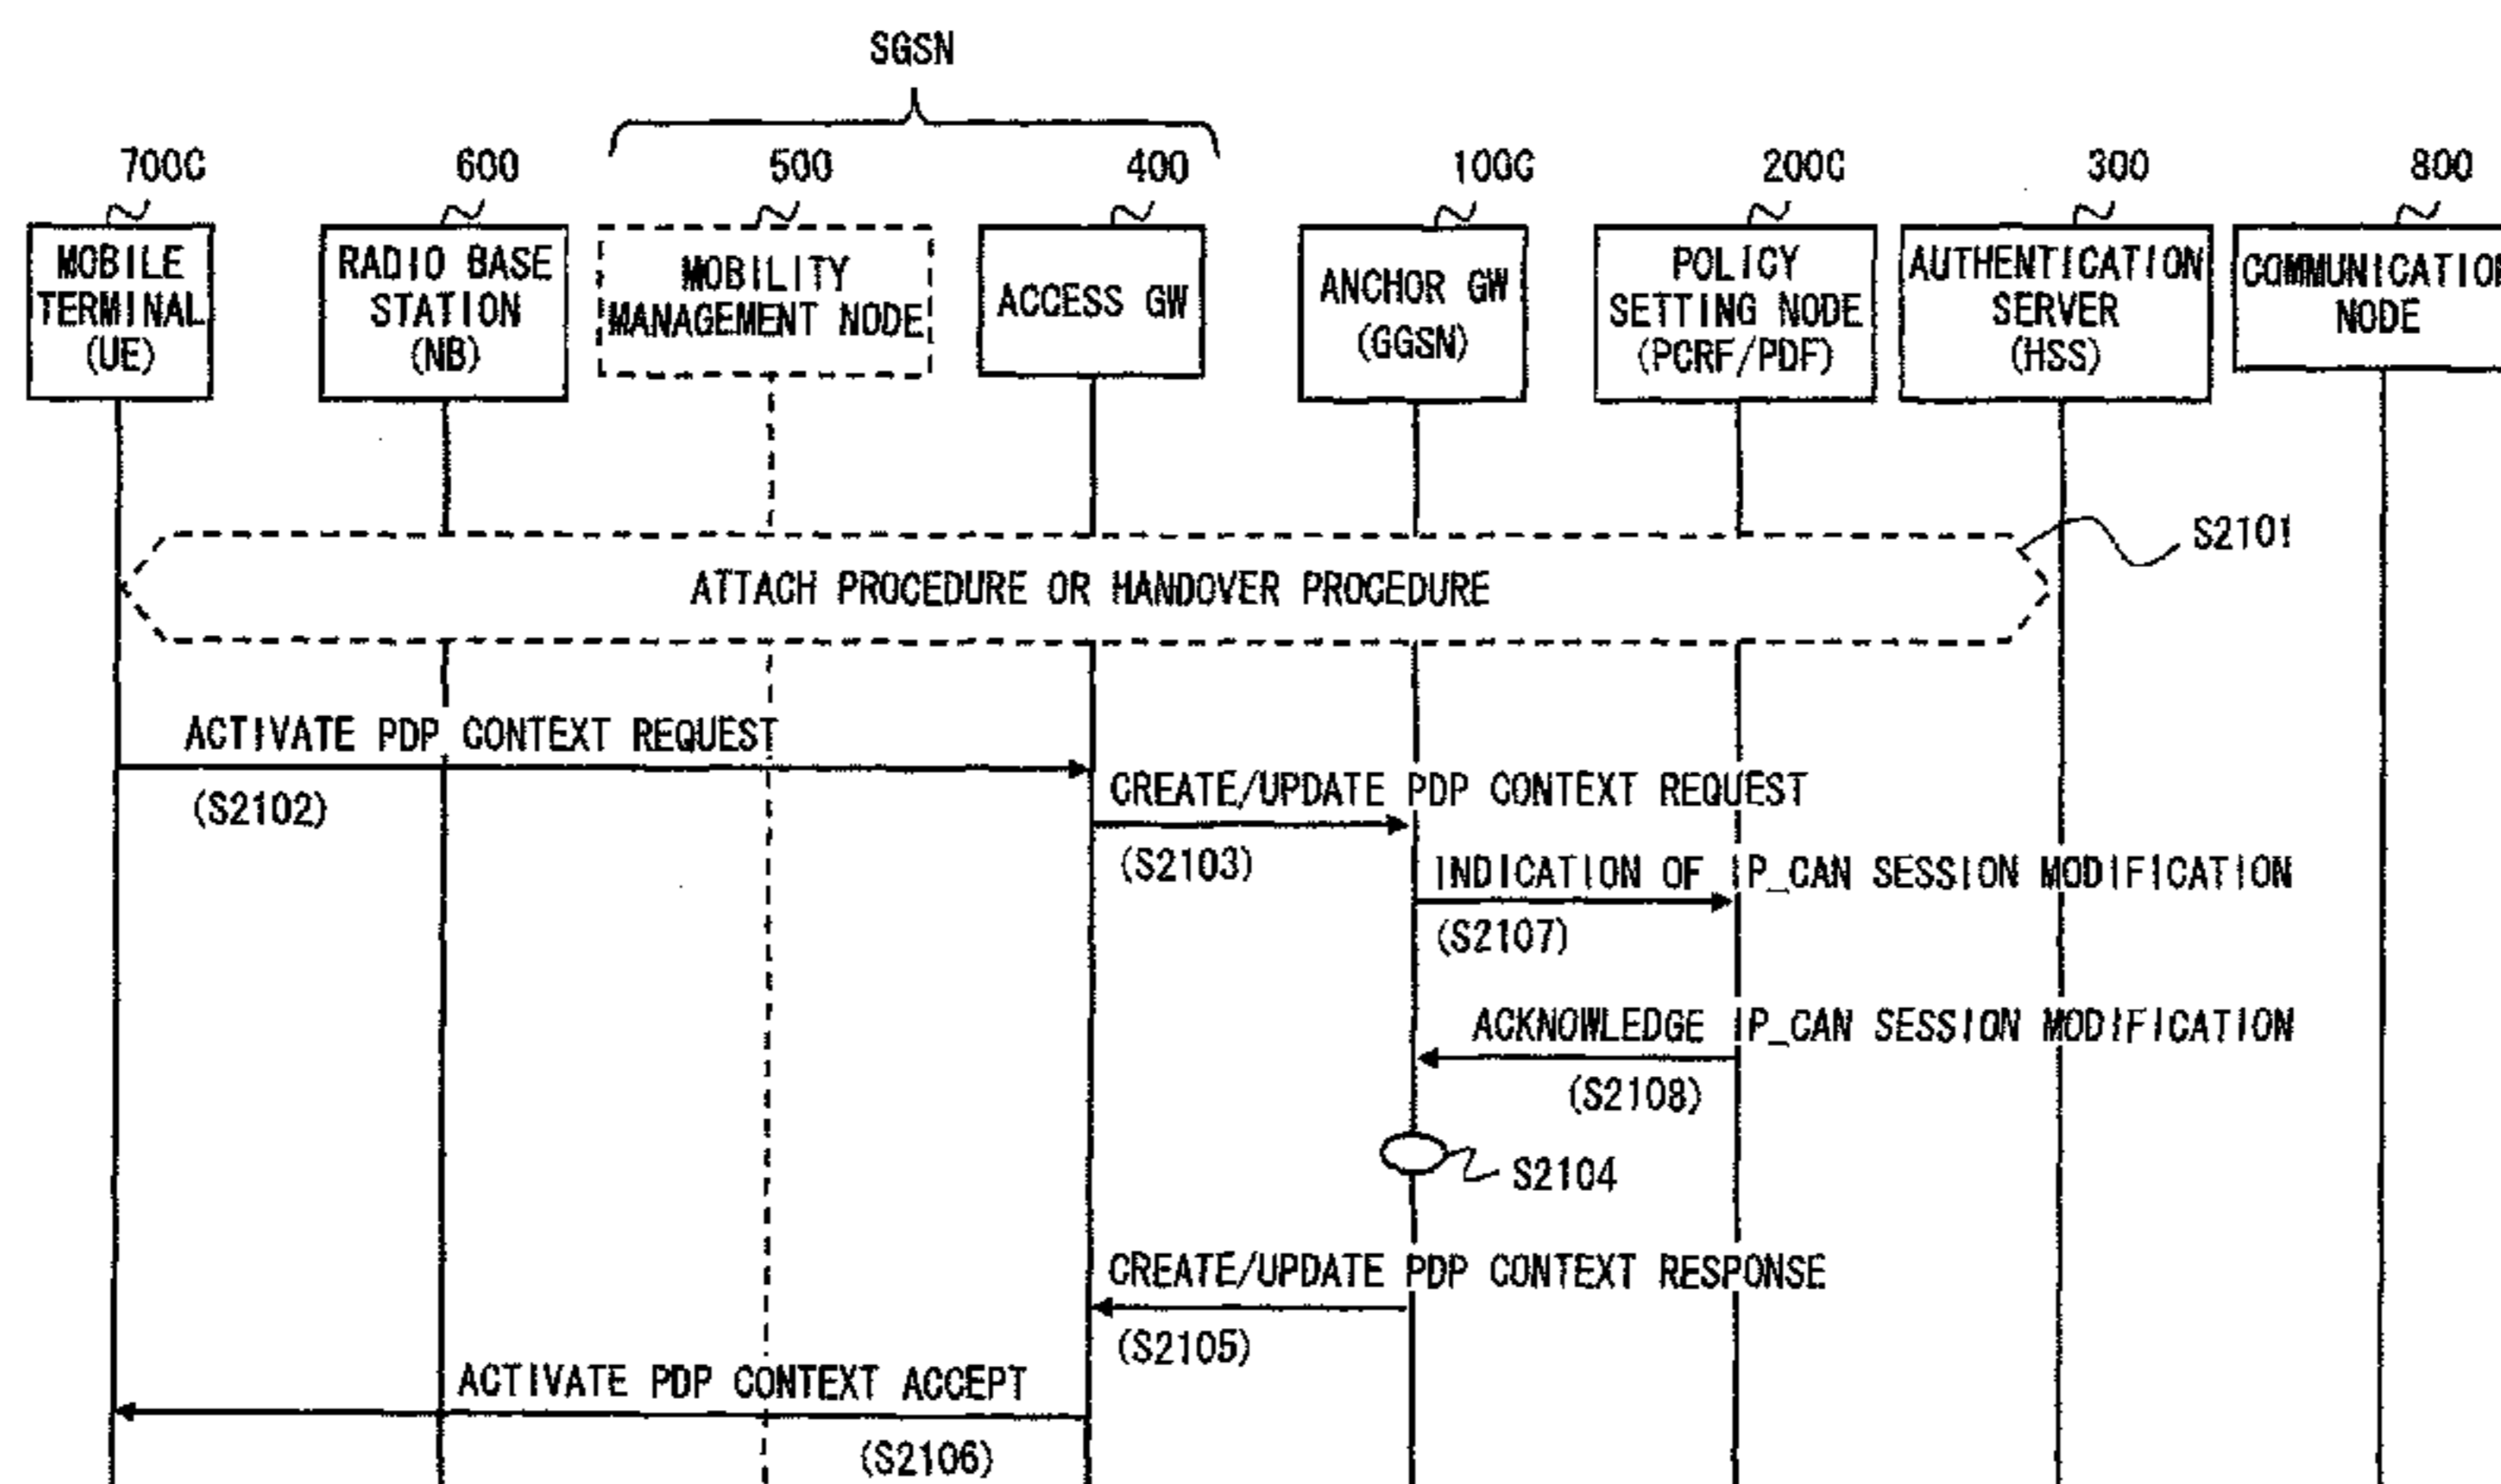 SGSN
700C
600
500
400
100C
200C
300
800
MOBILE
TERMINAL
(UE)
RADIO BASE
STATION
(NB)
MOBILITY
MANAGEMENT NODE
ACCESS GW
ANCHOR GW
(GGSN)
POLICY
SETTING NODE
(PCRF/PDF)
AUTHENTICATION
SERVER
(HSS)
COMMUNICATION
NODE
S2101
ATTACH PROCEDURE OR HANDOVER PROCEDURE
ACTIVATE PDP CONTEXT REQUEST
(S2102)
CREATE/UPDATE PDP CONTEXT REQUEST
(S2103)
INDICATION OF IP_CAN SESSION MODIFICATION
(S2107)
ACKNOWLEDGE IP_CAN SESSION MODIFICATION
(S2108)
S2104
CREATE/UPDATE PDP CONTEXT RESPONSE
(S2105)
ACTIVATE PDP CONTEXT ACCEPT
(S2106)